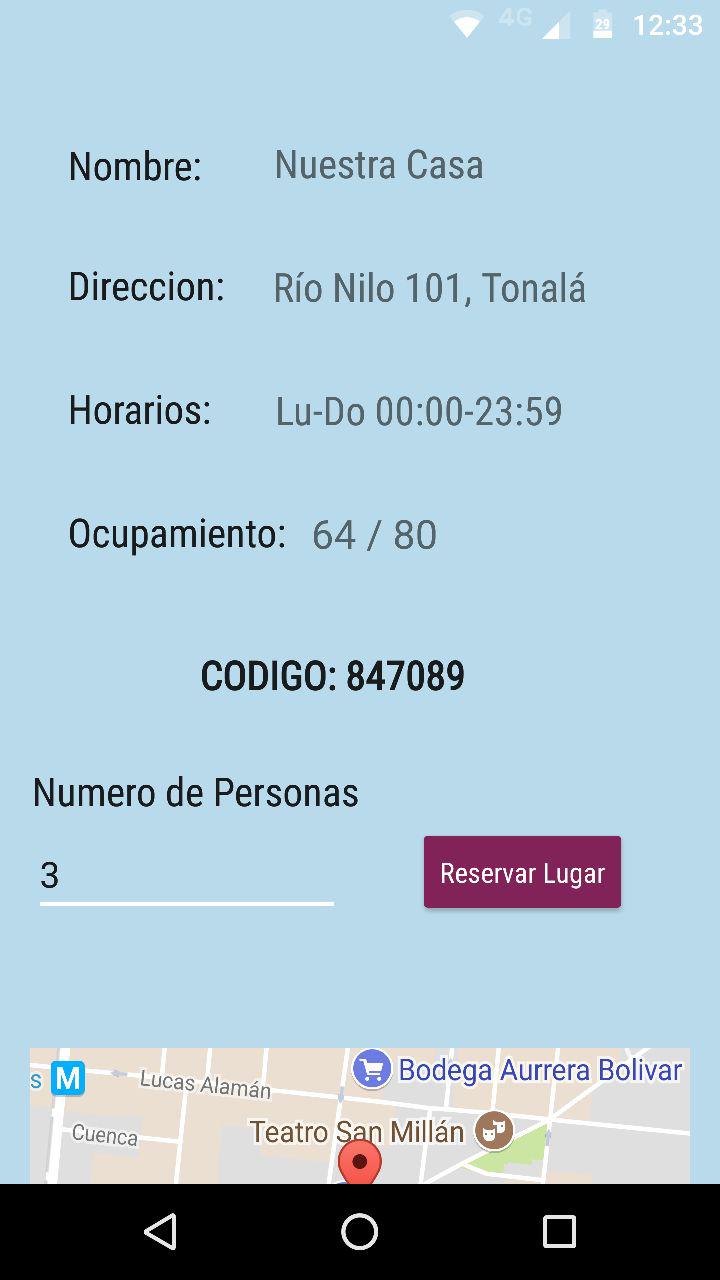 4G 29 12:33
Nombre: Nuestra Casa
Direccion: Río Nilo 101, Tonalá
Horarios: Lu-Do 00:00-23:59
Ocupamiento: 64 / 80
CODIGO: 847089
Numero de Personas
3 Reservar Lugar
s M Lucas Alamán Bodega Aurrera Bolivar
Cuenca Teatro San Millán